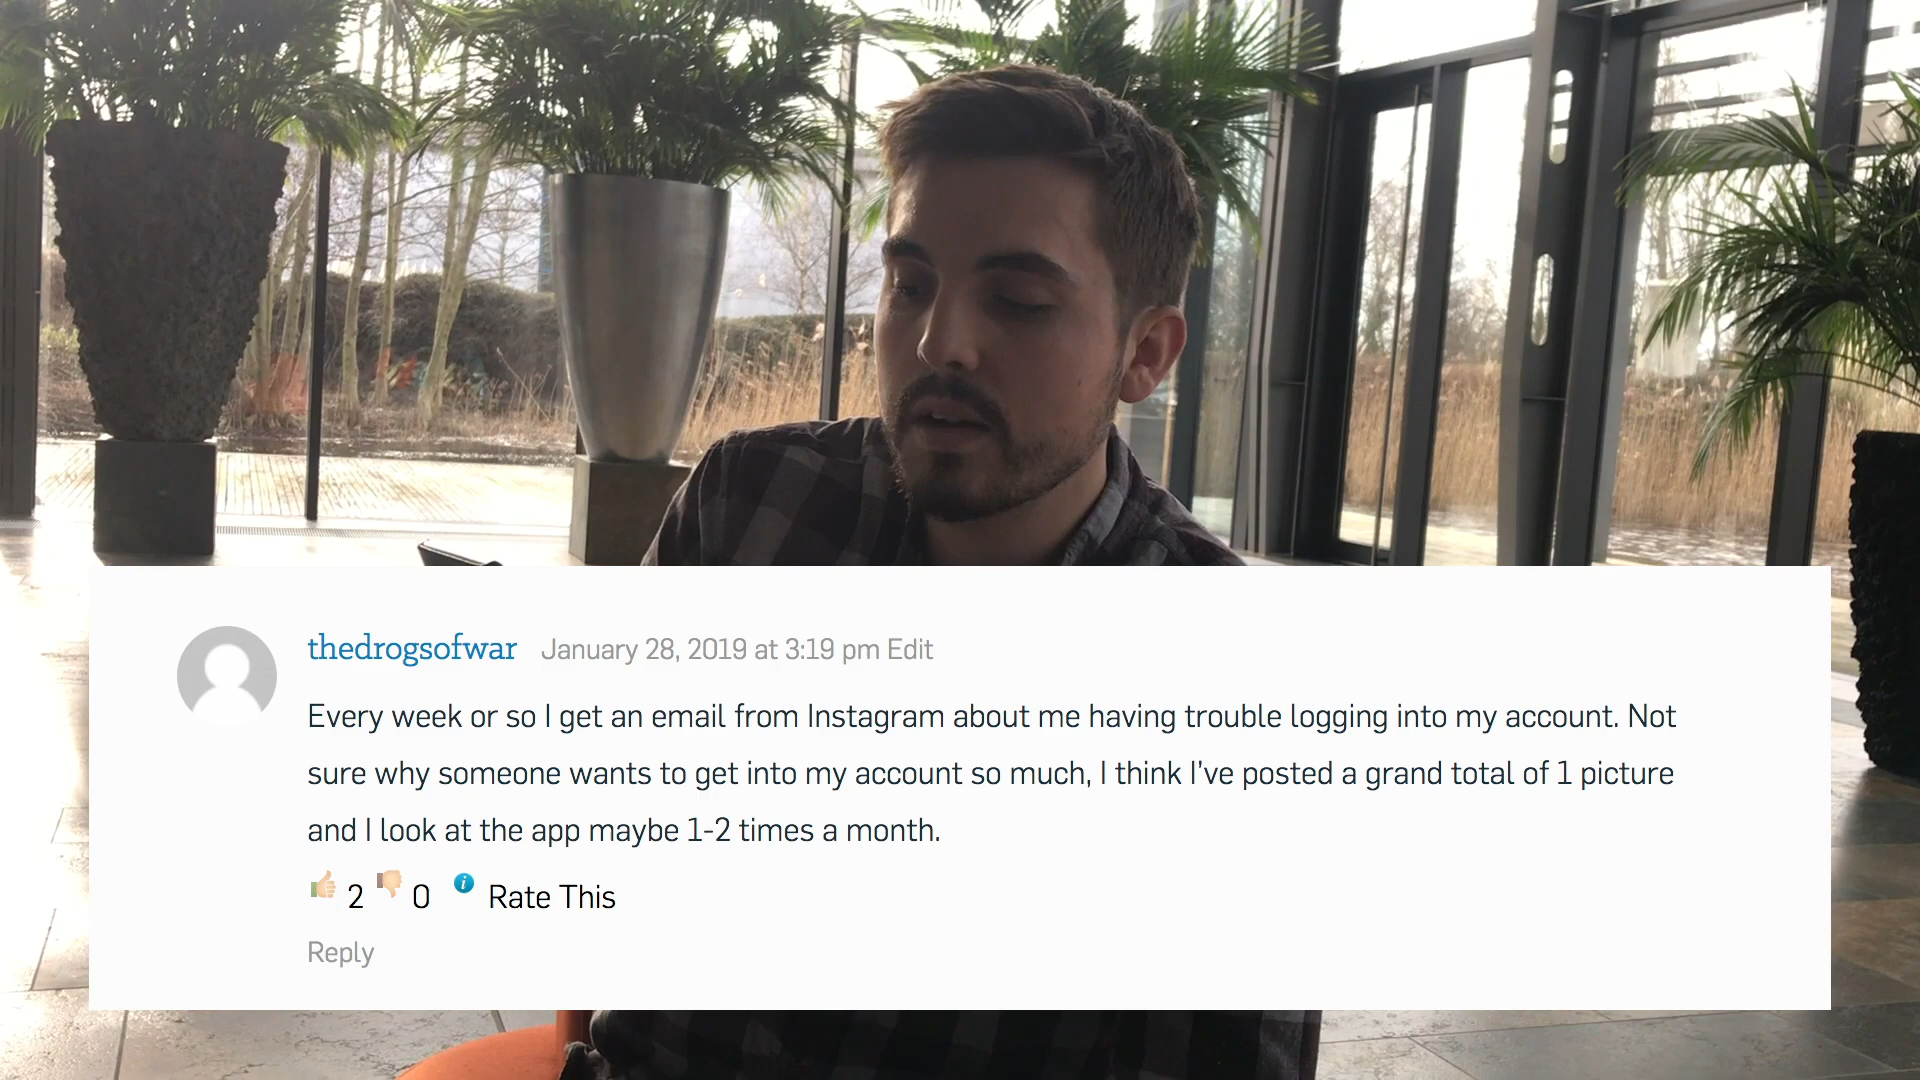 thedrogsofwar January 28, 2019 at 3:19 pm Edit
Every week or so I get an email from Instagram about me having trouble logging into my account. Not
sure why someone wants to get into my account so much, I think I've posted a grand total of 1 picture
and I look at the app maybe 1-2 times a month.
2 0 i Rate This
Reply